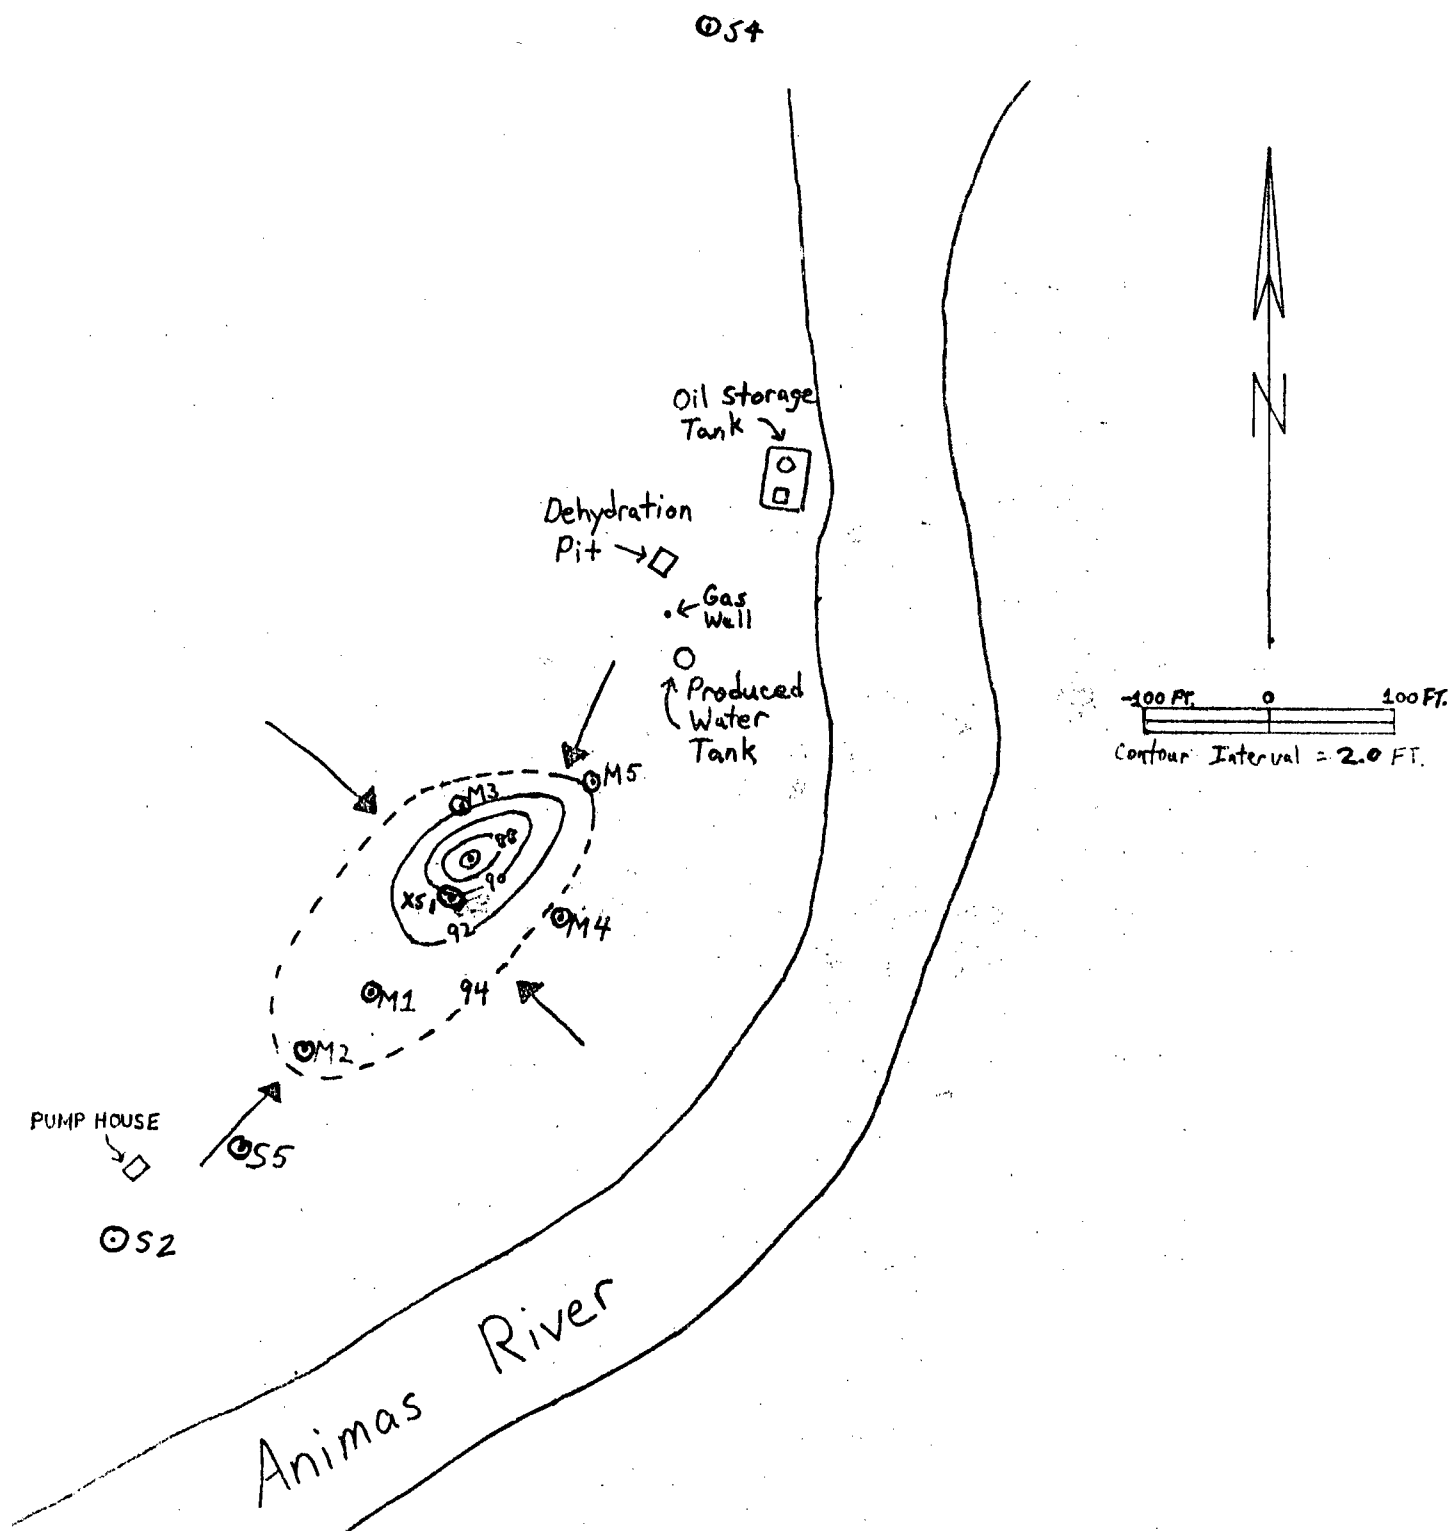 S4
N
Oil Storage
Tank
Dehydration
Pit
Gas
Well
Produced
Water
Tank
-100 FT. 0 100 FT.
Contour Interval = 2.0 FT.
M5
M3
88
90
XS1
92
M4
M1
94
M2
PUMP HOUSE
S5
S2
Animas River